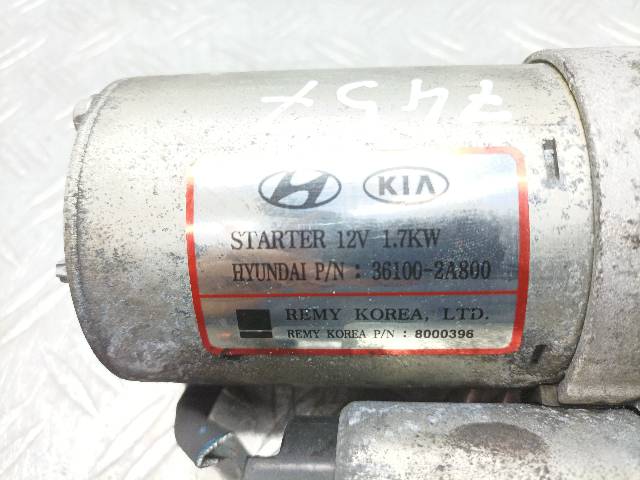 7457
KIA
STARTER 12V 1.7KW
HYUNDAI P/N : 36100-2A800
REMY KOREA, LTD.
REMY KOREA P/N : 8000396